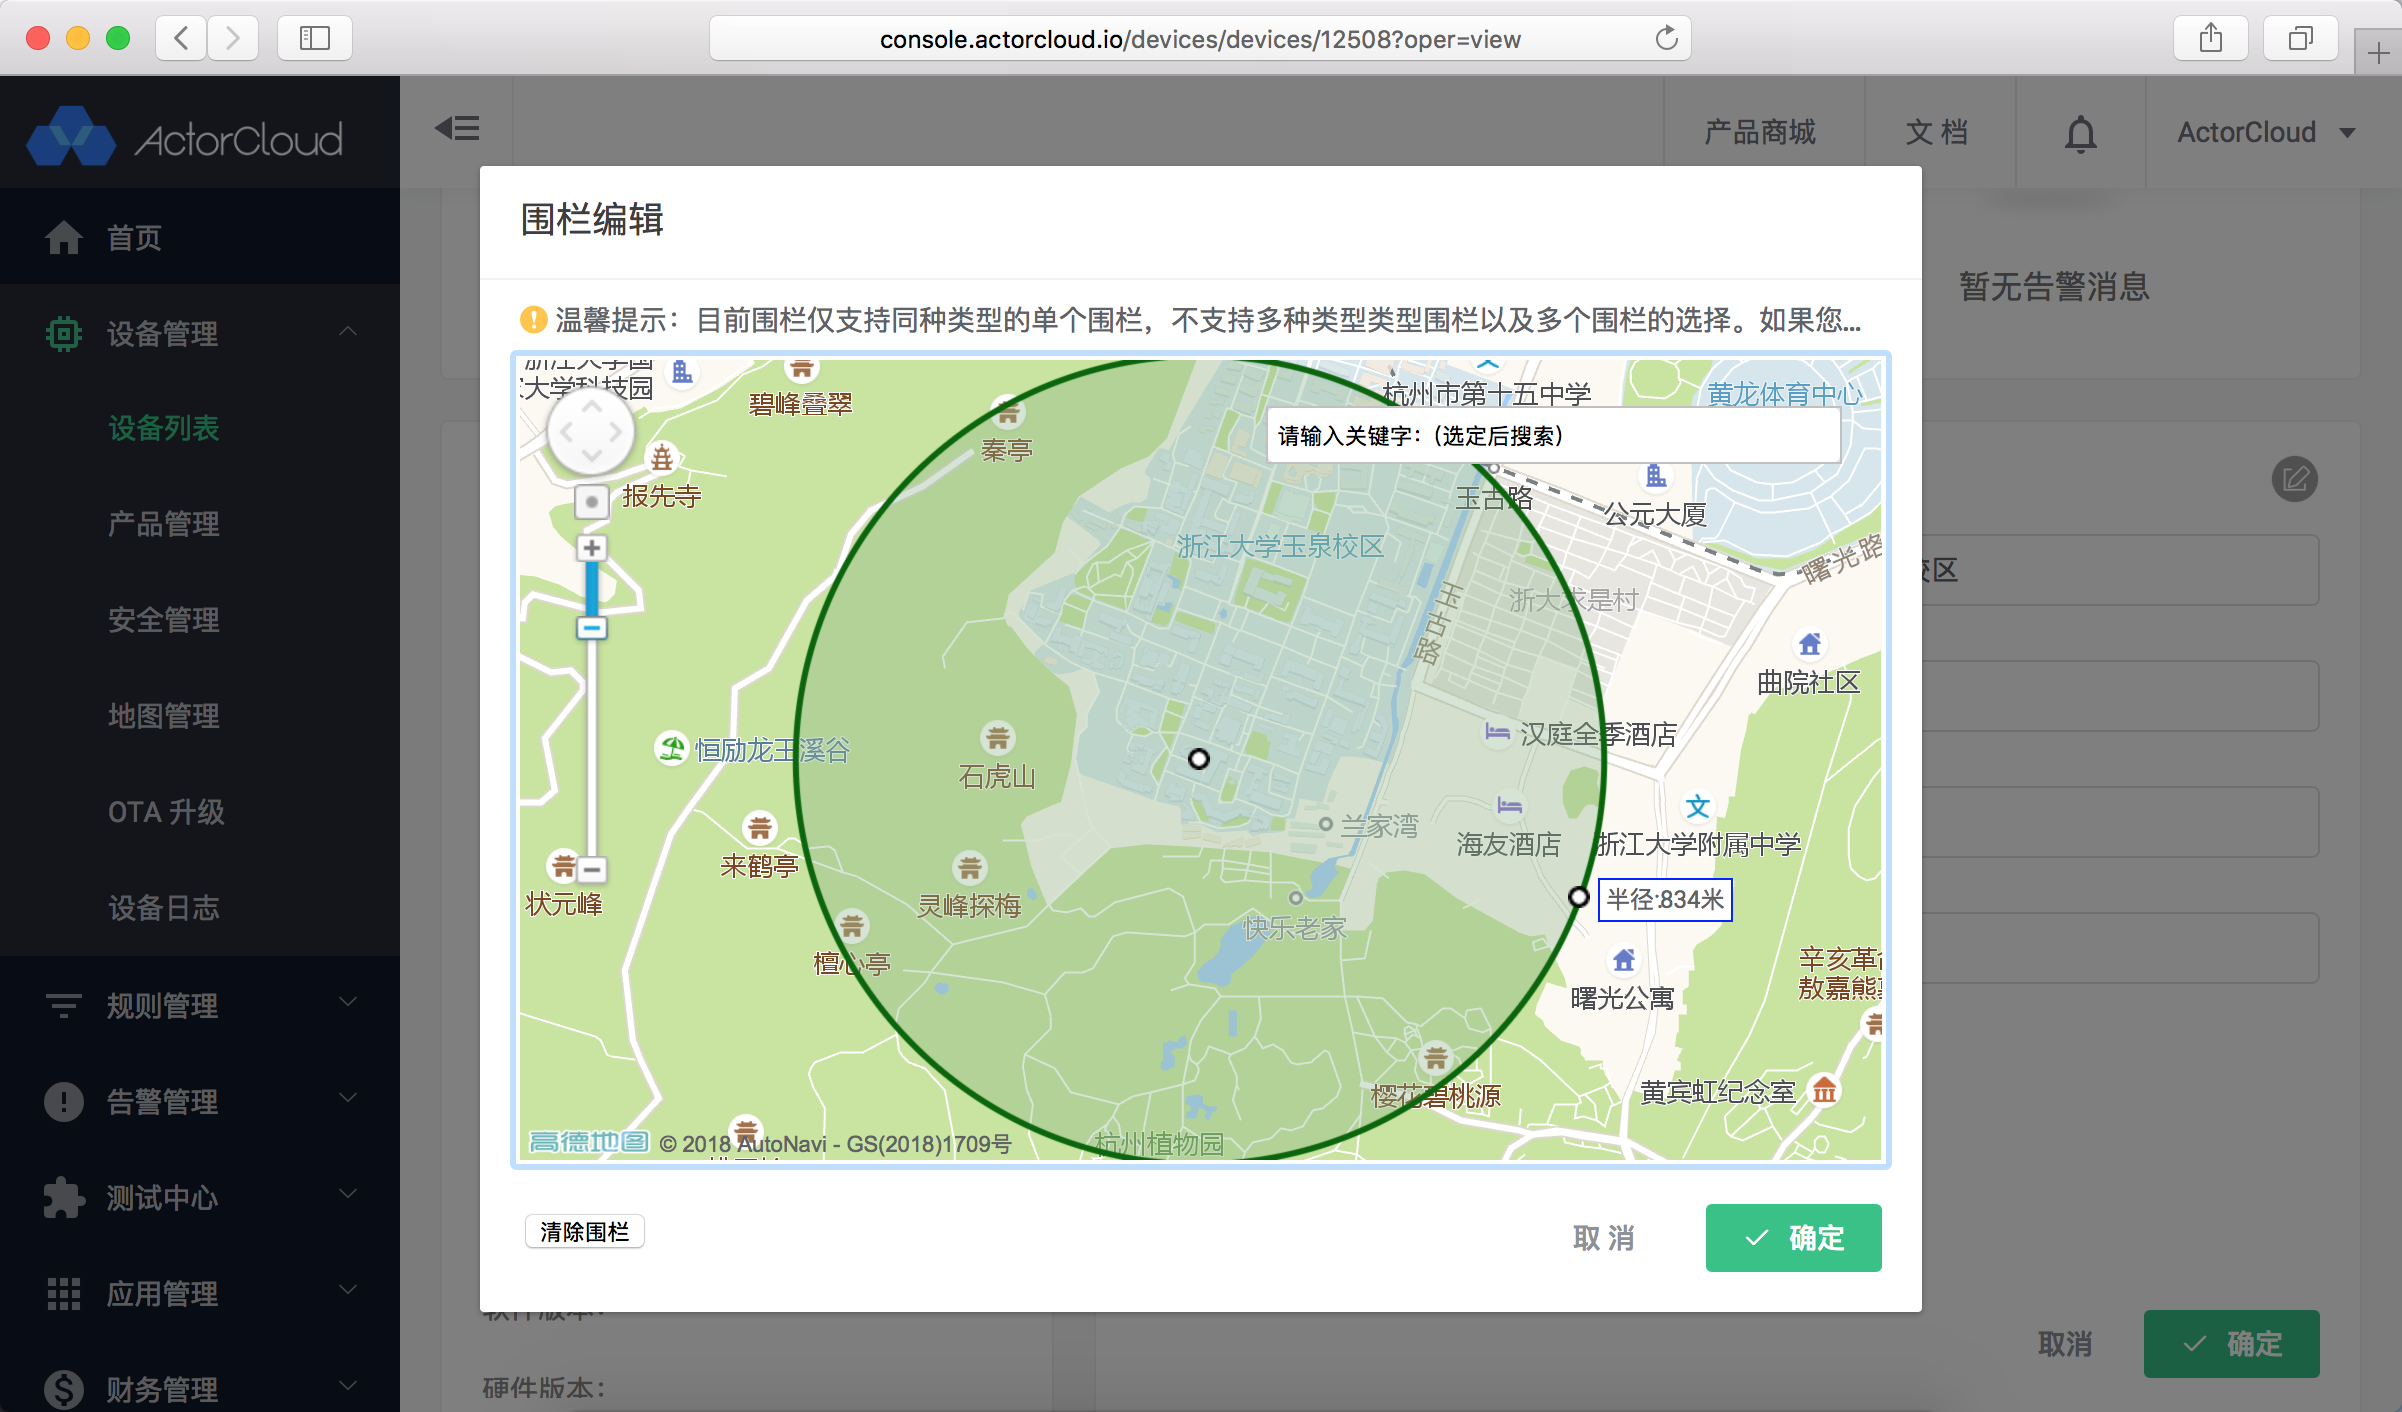 console.actorcloud.io/devices/devices/12508?oper=view
ActorCloud
产品商城
文 档
ActorCloud
首页
设备管理
设备列表
产品管理
安全管理
地图管理
OTA 升级
设备日志
规则管理
告警管理
测试中心
应用管理
财务管理
暂无告警消息
校区
围栏编辑
温馨提示：目前围栏仅支持同种类型的单个围栏，不支持多种类型类型围栏以及多个围栏的选择。如果您...
浙江大学国
大学科技园
碧峰叠翠
秦亭
杭州市第十五中学
黄龙体育中心
请输入关键字：（选定后搜索）
报先寺
玉古路
公元大厦
浙江大学玉泉校区
曙光路
浙大求是村
玉古路
曲院社区
恒励龙王溪谷
石虎山
汉庭全季酒店
来鹤亭
兰家湾
海友酒店
浙江大学附属中学
状元峰
灵峰探梅
半径:834米
快乐老家
檀心亭
曙光公寓
辛亥革命
敖嘉熊
樱花碧桃源
黄宾虹纪念室
高德地图 © 2018 AutoNavi - GS(2018)1709号
杭州植物园
清除围栏
取 消
确定
软件版本：
硬件版本：
取消
确定